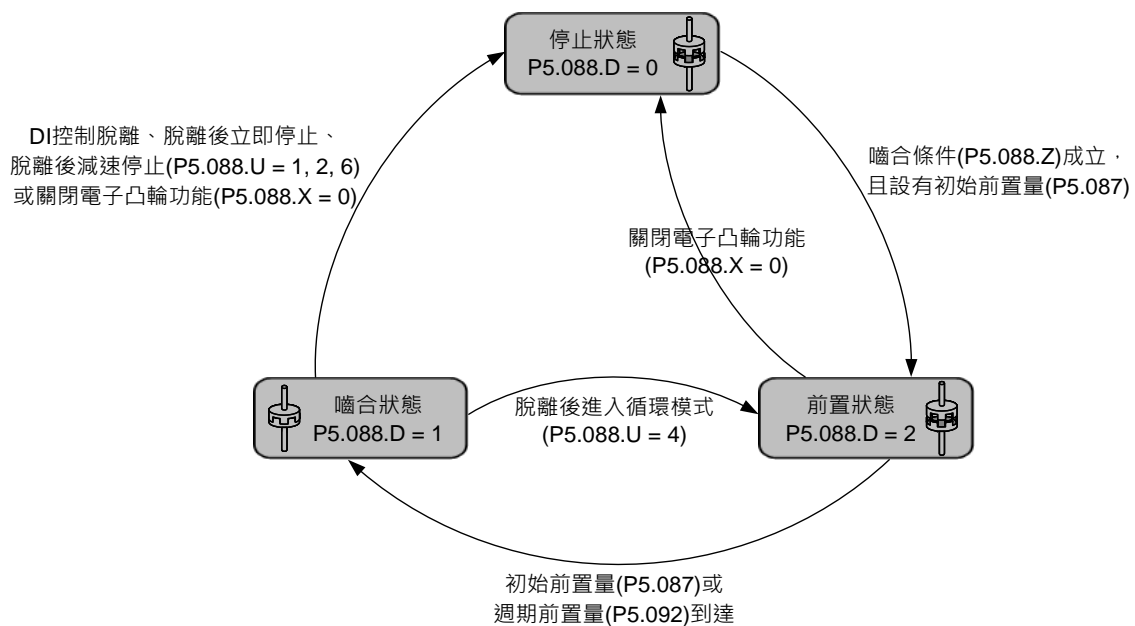 停止狀態
P5.088.D = 0
DI控制脫離、脫離後立即停止、
脫離後減速停止(P5.088.U = 1, 2, 6)
或關閉電子凸輪功能(P5.088.X = 0)
嚙合條件(P5.088.Z)成立，
且設有初始前置量(P5.087)
關閉電子凸輪功能
(P5.088.X = 0)
嚙合狀態
P5.088.D = 1
脫離後進入循環模式
(P5.088.U = 4)
前置狀態
P5.088.D = 2
初始前置量(P5.087)或
週期前置量(P5.092)到達